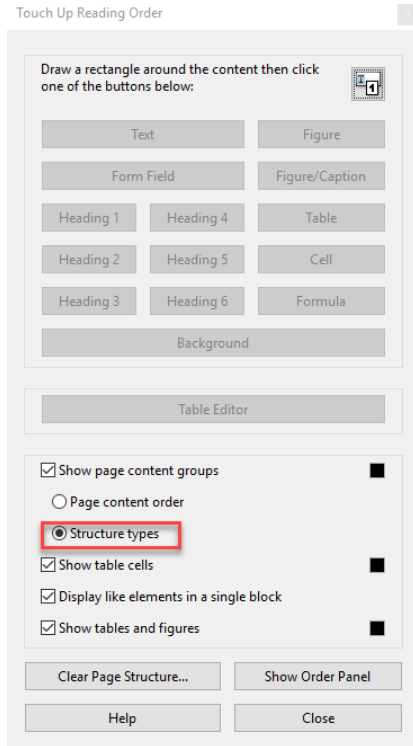 Touch Up Reading Order
Draw a rectangle around the content then click
one of the buttons below:
1
Text Figure
Form Field Figure/Caption
Heading 1 Heading 4 Table
Heading 2 Heading 5 Cell
Heading 3 Heading 6 Formula
Background
Table Editor
Show page content groups
Page content order
Structure types
Show table cells
Display like elements in a single block
Show tables and figures
Clear Page Structure... Show Order Panel
Help Close